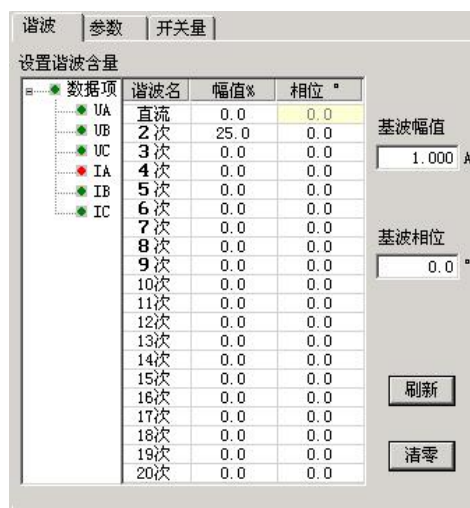 谐波 参数 开关量
设置谐波含量
数据项 谐波名 幅值% 相位 °
UA 直流 0.0 0.0
UB 2次 25.0 0.0
UC 3次 0.0 0.0
IA 4次 0.0 0.0
IB 5次 0.0 0.0
IC 6次 0.0 0.0
7次 0.0 0.0
8次 0.0 0.0
9次 0.0 0.0
10次 0.0 0.0
11次 0.0 0.0
12次 0.0 0.0
13次 0.0 0.0
14次 0.0 0.0
15次 0.0 0.0
16次 0.0 0.0
17次 0.0 0.0
18次 0.0 0.0
19次 0.0 0.0
20次 0.0 0.0
基波幅值
1.000 A
基波相位
0.0 °
刷新
清零